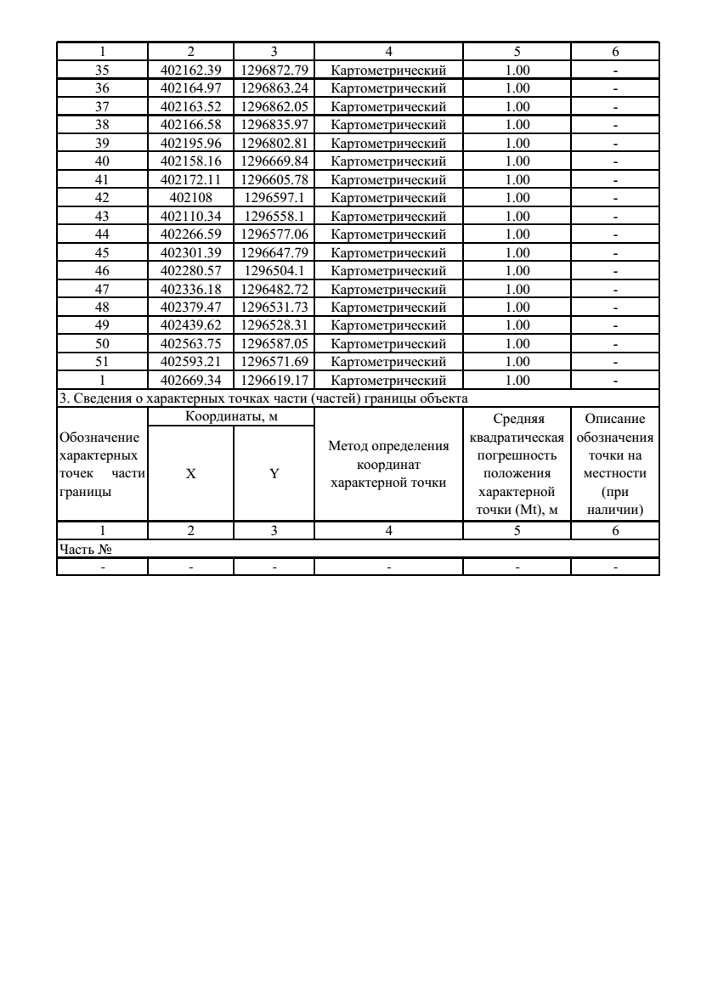 1 2 3 4 5 6
35 402162.39 1296872.79 Картометрический 1.00 -
36 402164.97 1296863.24 Картометрический 1.00 -
37 402163.52 1296862.05 Картометрический 1.00 -
38 402166.58 1296835.97 Картометрический 1.00 -
39 402195.96 1296802.81 Картометрический 1.00 -
40 402158.16 1296669.84 Картометрический 1.00 -
41 402172.11 1296605.78 Картометрический 1.00 -
42 402108 1296597.1 Картометрический 1.00 -
43 402110.34 1296558.1 Картометрический 1.00 -
44 402266.59 1296577.06 Картометрический 1.00 -
45 402301.39 1296647.79 Картометрический 1.00 -
46 402280.57 1296504.1 Картометрический 1.00 -
47 402336.18 1296482.72 Картометрический 1.00 -
48 402379.47 1296531.73 Картометрический 1.00 -
49 402439.62 1296528.31 Картометрический 1.00 -
50 402563.75 1296587.05 Картометрический 1.00 -
51 402593.21 1296571.69 Картометрический 1.00 -
1 402669.34 1296619.17 Картометрический 1.00 -
3. Сведения о характерных точках части (частей) границы объекта
Обозначение
характерных
точек части
границы
Координаты, м
X Y
Метод определения
координат
характерной точки
Средняя
квадратическая
погрешность
положения
характерной
точки (Mt), м
Описание
обозначения
точки на
местности
(при
наличии)
1 2 3 4 5 6
Часть №
- - - - - -